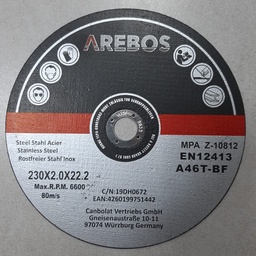 AREBOS
Steel Stahl Acier
Stainless Steel
Rostfreier Stahl Inox
MPA Z-10812
EN12413
A46T-BF
230X2.0X22.2
Max.R.P.M. 6600
80m/s
C/N:19DH0672
EAN:4260199751442
Canbolat Vertriebs GmbH
Gneisenaustraße 10-11
97074 Würzburg Germany